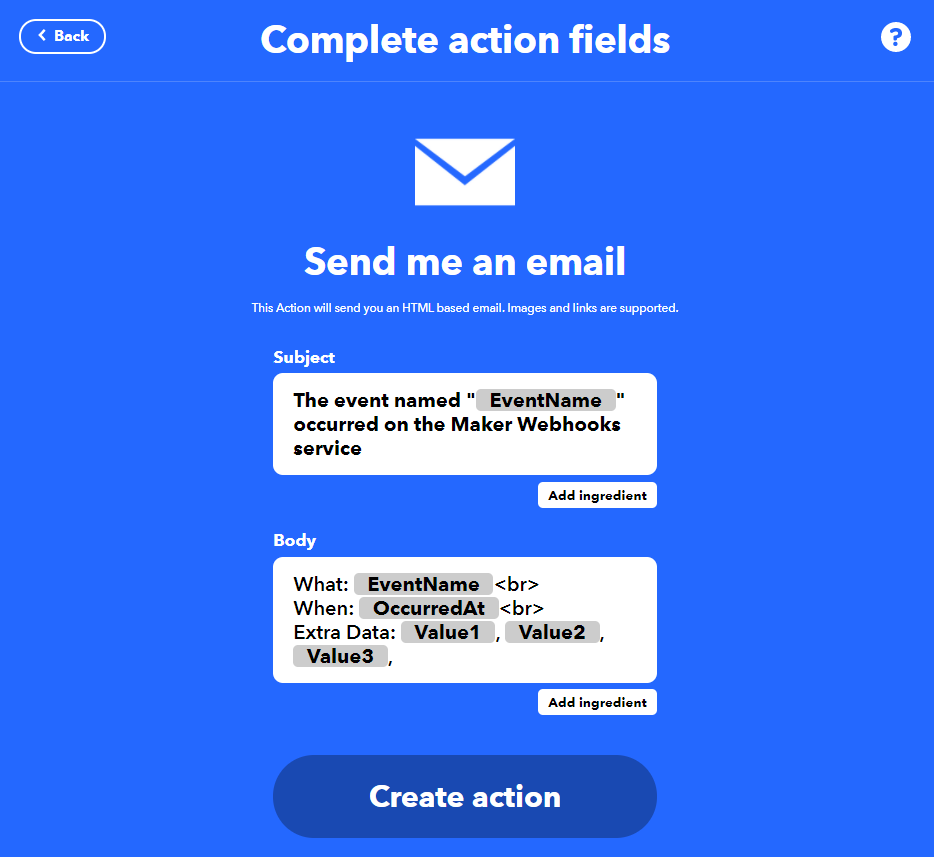 Back
Complete action fields
?
Send me an email
This Action will send you an HTML based email. Images and links are supported.
Subject
The event named " EventName "
occurred on the Maker Webhooks
service
Add ingredient
Body
What: EventName <br>
When: OccurredAt <br>
Extra Data: Value1 , Value2 ,
Value3 ,
Add ingredient
Create action